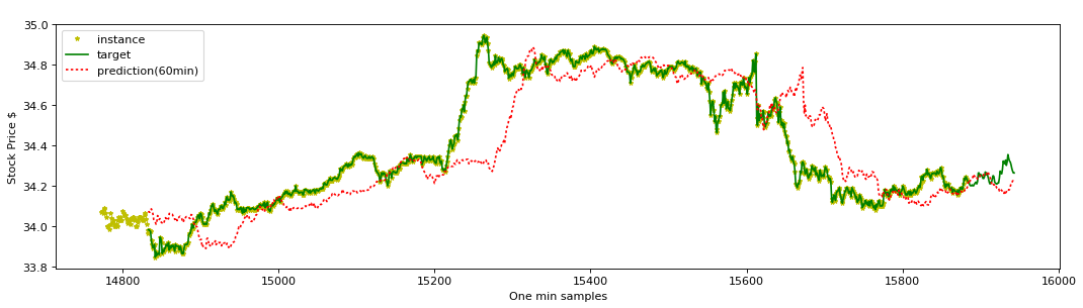 35.0
34.8
34.6
34.4
34.2
34.0
33.8
Stock Price $
instance
target
prediction(60min)
14800 15000 15200 15400 15600 15800 16000
One min samples